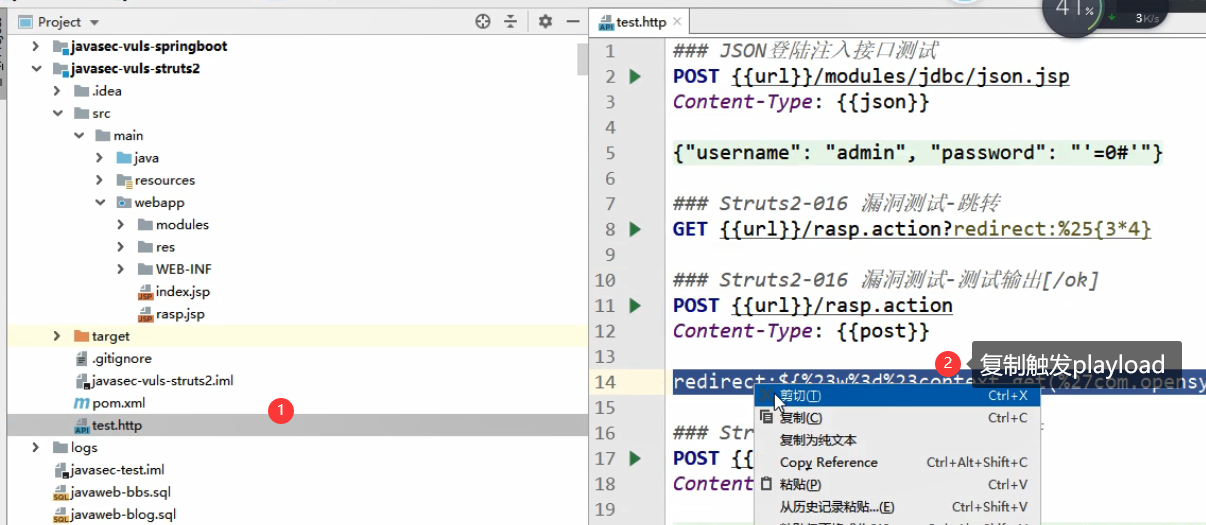 Project
test.http
41%
3K/s
javasec-vuls-springboot
javasec-vuls-struts2
.idea
src
main
java
resources
webapp
modules
res
WEB-INF
index.jsp
rasp.jsp
target
.gitignore
javasec-vuls-struts2.iml
pom.xml
test.http
logs
javasec-test.iml
javaweb-bbs.sql
javaweb-blog.sql
1
1 ### JSON登陆注入接口测试
2 POST {{url}}/modules/jdbc/json.jsp
3 Content-Type: {{json}}
4
5 {"username": "admin", "password": "'=0#'"}
6
7 ### Struts2-016 漏洞测试-跳转
8 GET {{url}}/rasp.action?redirect:%25{3*4}
9
10 ### Struts2-016 漏洞测试-测试输出[/ok]
11 POST {{url}}/rasp.action
12 Content-Type: {{post}}
13
2 复制触发playload
14 redirect:${%23w%3d%23context.get(%27com.opensy
15
16 ### Str
17 POST {{
18 Content
19
剪切(T) Ctrl+X
复制(C) Ctrl+C
复制为纯文本
Copy Reference Ctrl+Alt+Shift+C
粘贴(P) Ctrl+V
从历史记录粘贴...(E) Ctrl+Shift+V